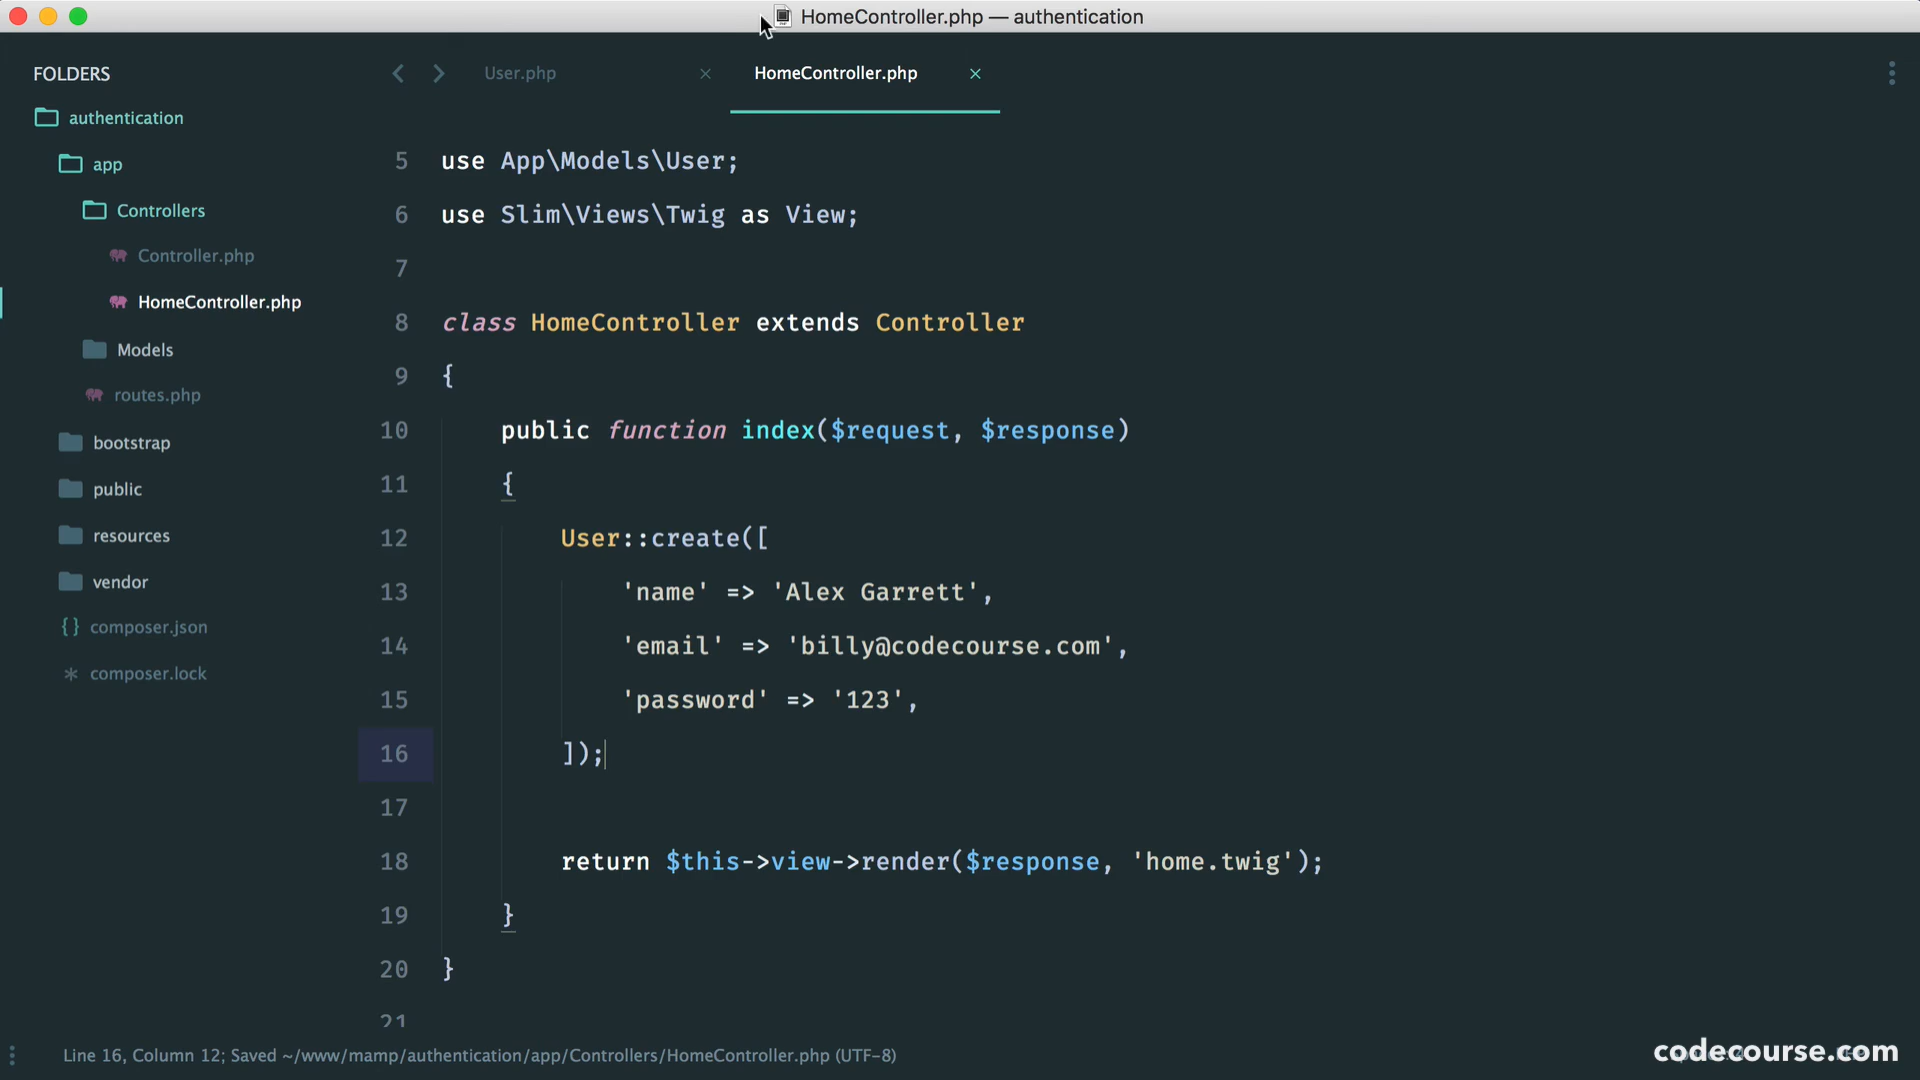 HomeController.php — authentication
FOLDERS
authentication
app
Controllers
Controller.php
HomeController.php
Models
routes.php
bootstrap
public
resources
vendor
{} composer.json
* composer.lock
User.php ×
HomeController.php ×
5 use App\Models\User;
6 use Slim\Views\Twig as View;
7
8 class HomeController extends Controller
9 {
10 public function index($request, $response)
11 {
12 User::create([
13 'name' => 'Alex Garrett',
14 'email' => 'billy@codecourse.com',
15 'password' => '123',
16 ]);
17
18 return $this->view->render($response, 'home.twig');
19 }
20 }
21
Line 16, Column 12; Saved ~/www/mamp/authentication/app/Controllers/HomeController.php (UTF-8)
codecourse.com